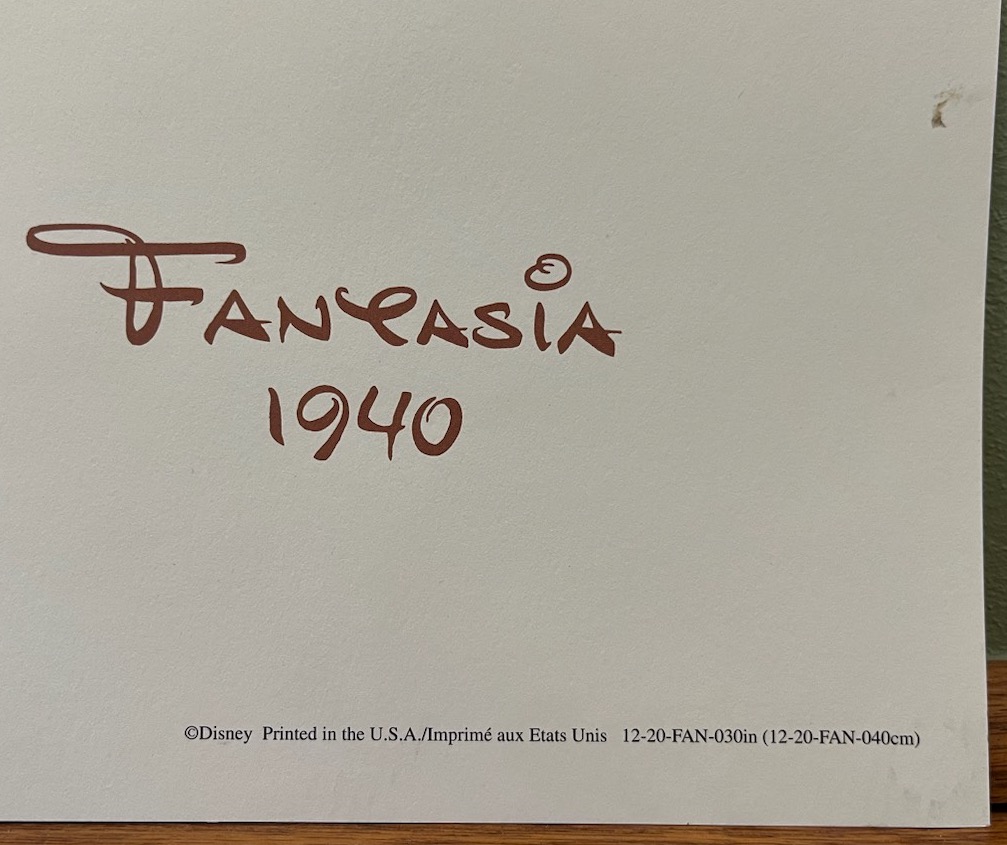 FANTASIA
1940
©Disney Printed in the U.S.A./Imprimé aux Etats Unis 12-20-FAN-030in (12-20-FAN-040cm)